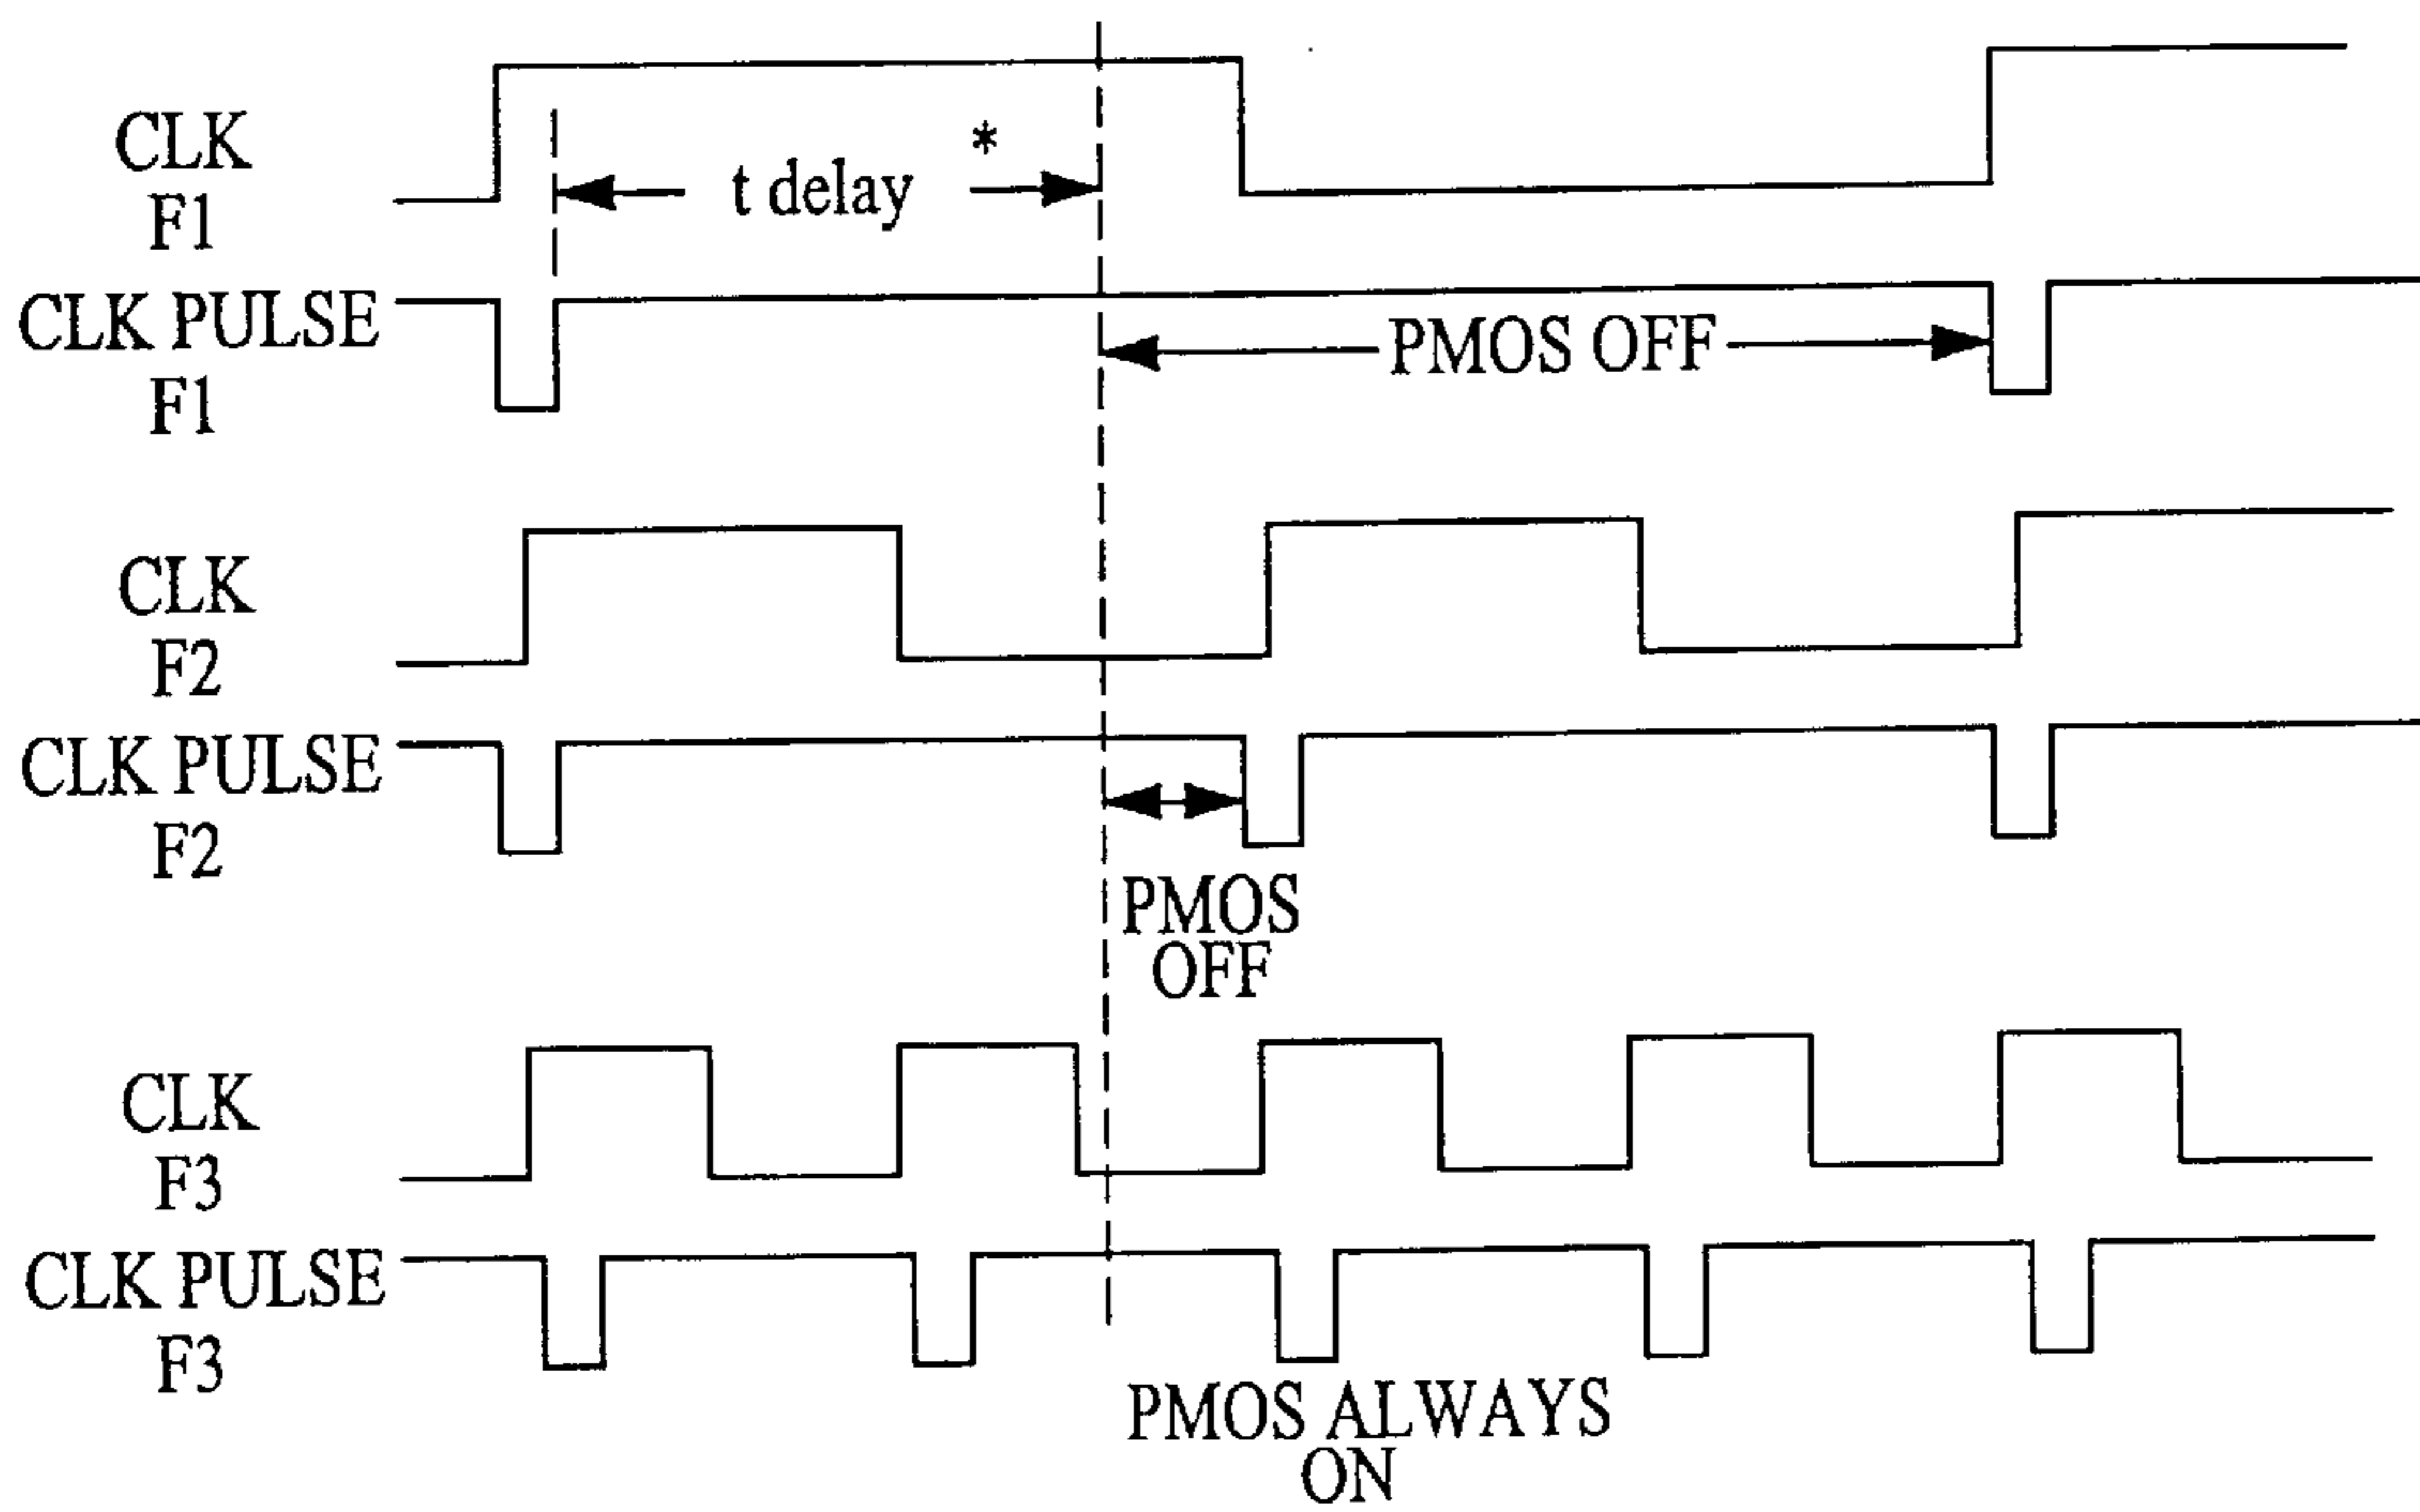 CLK
F1
t delay *
CLK PULSE
F1
PMOS OFF
CLK
F2
CLK PULSE
F2
PMOS
OFF
CLK
F3
CLK PULSE
F3
PMOS ALWAYS
ON